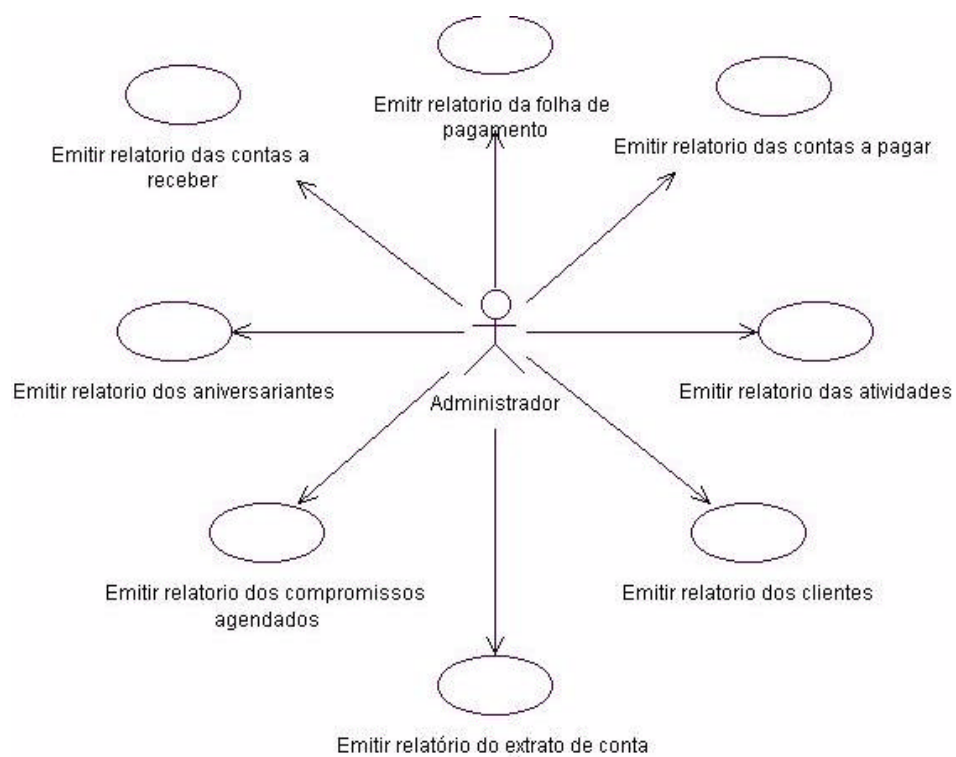 Emitr relatorio da folha de
pagamento
Emitir relatorio das contas a
receber
Emitir relatorio das contas a pagar
Emitir relatorio dos aniversariantes
Administrador
Emitir relatorio das atividades
Emitir relatorio dos compromissos
agendados
Emitir relatorio dos clientes
Emitir relatório do extrato de conta